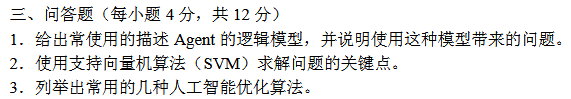 三、问答题（每小题 4 分，共 12 分）
1．给出常使用的描述 Agent 的逻辑模型，并说明使用这种模型带来的问题。
2．使用支持向量机算法（SVM）求解问题的关键点。
3．列举出常用的几种人工智能优化算法。